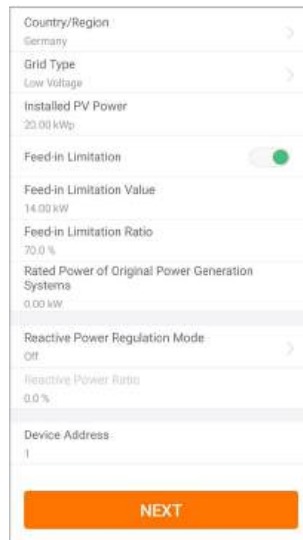 Country/Region
Germany
Grid Type
Low Voltage
Installed PV Power
20.00 kWp
Feed-in Limitation
Feed-in Limitation Value
14.00 kW
Feed-in Limitation Ratio
70.0 %
Rated Power of Original Power Generation
Systems
0.00 kW
Reactive Power Regulation Mode
Off
Reactive Power Ratio
0.0 %
Device Address
1
NEXT